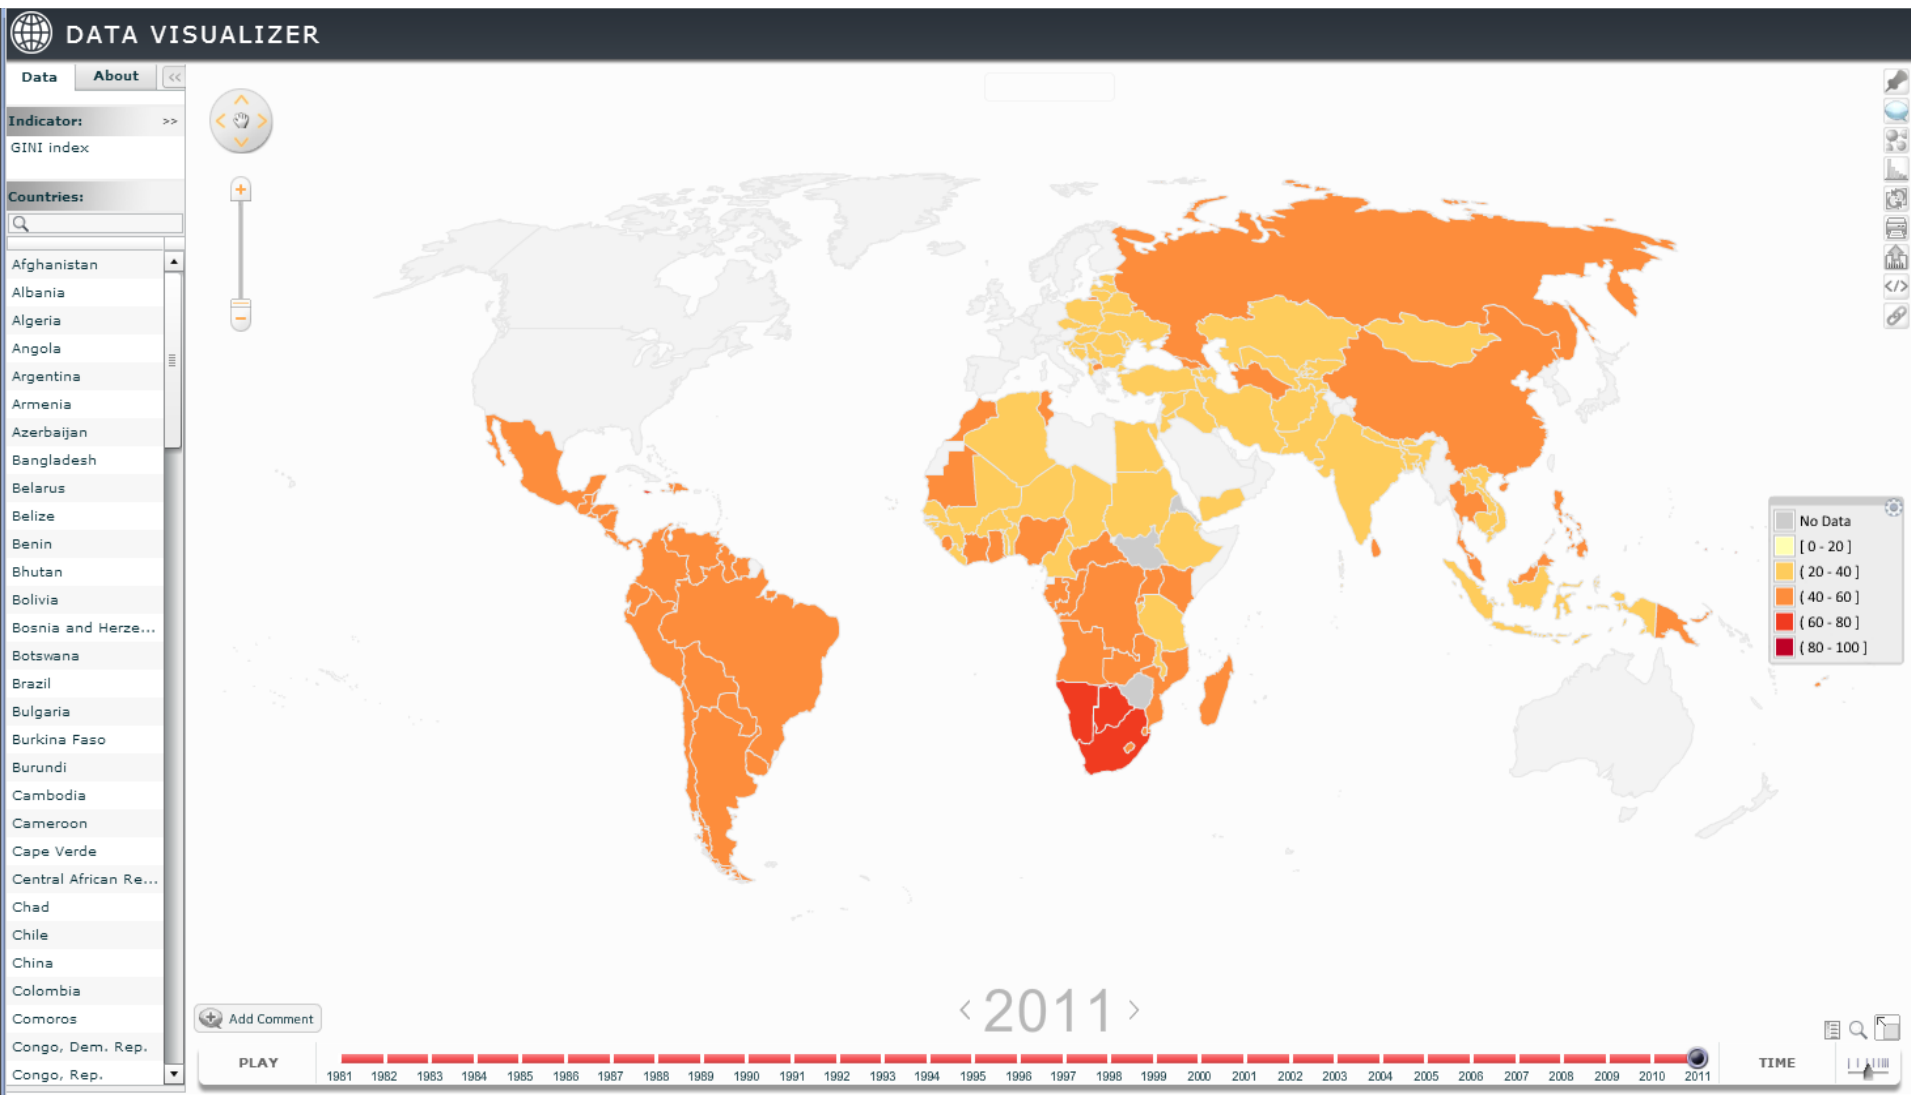 DATA VISUALIZER
Data
About
<<
Indicator:
>>
GINI index
Countries:
Afghanistan
Albania
Algeria
Angola
Argentina
Armenia
Azerbaijan
Bangladesh
Belarus
Belize
Benin
Bhutan
Bolivia
Bosnia and Herze...
Botswana
Brazil
Bulgaria
Burkina Faso
Burundi
Cambodia
Cameroon
Cape Verde
Central African Re...
Chad
Chile
China
Colombia
Comoros
Congo, Dem. Rep.
Congo, Rep.
</>
No Data
[ 0 - 20 ]
( 20 - 40 ]
( 40 - 60 ]
( 60 - 80 ]
( 80 - 100 ]
< 2011 >
Add Comment
PLAY
1981 1982 1983 1984 1985 1986 1987 1988 1989 1990 1991 1992 1993 1994 1995 1996 1997 1998 1999 2000 2001 2002 2003 2004 2005 2006 2007 2008 2009 2010 2011
TIME